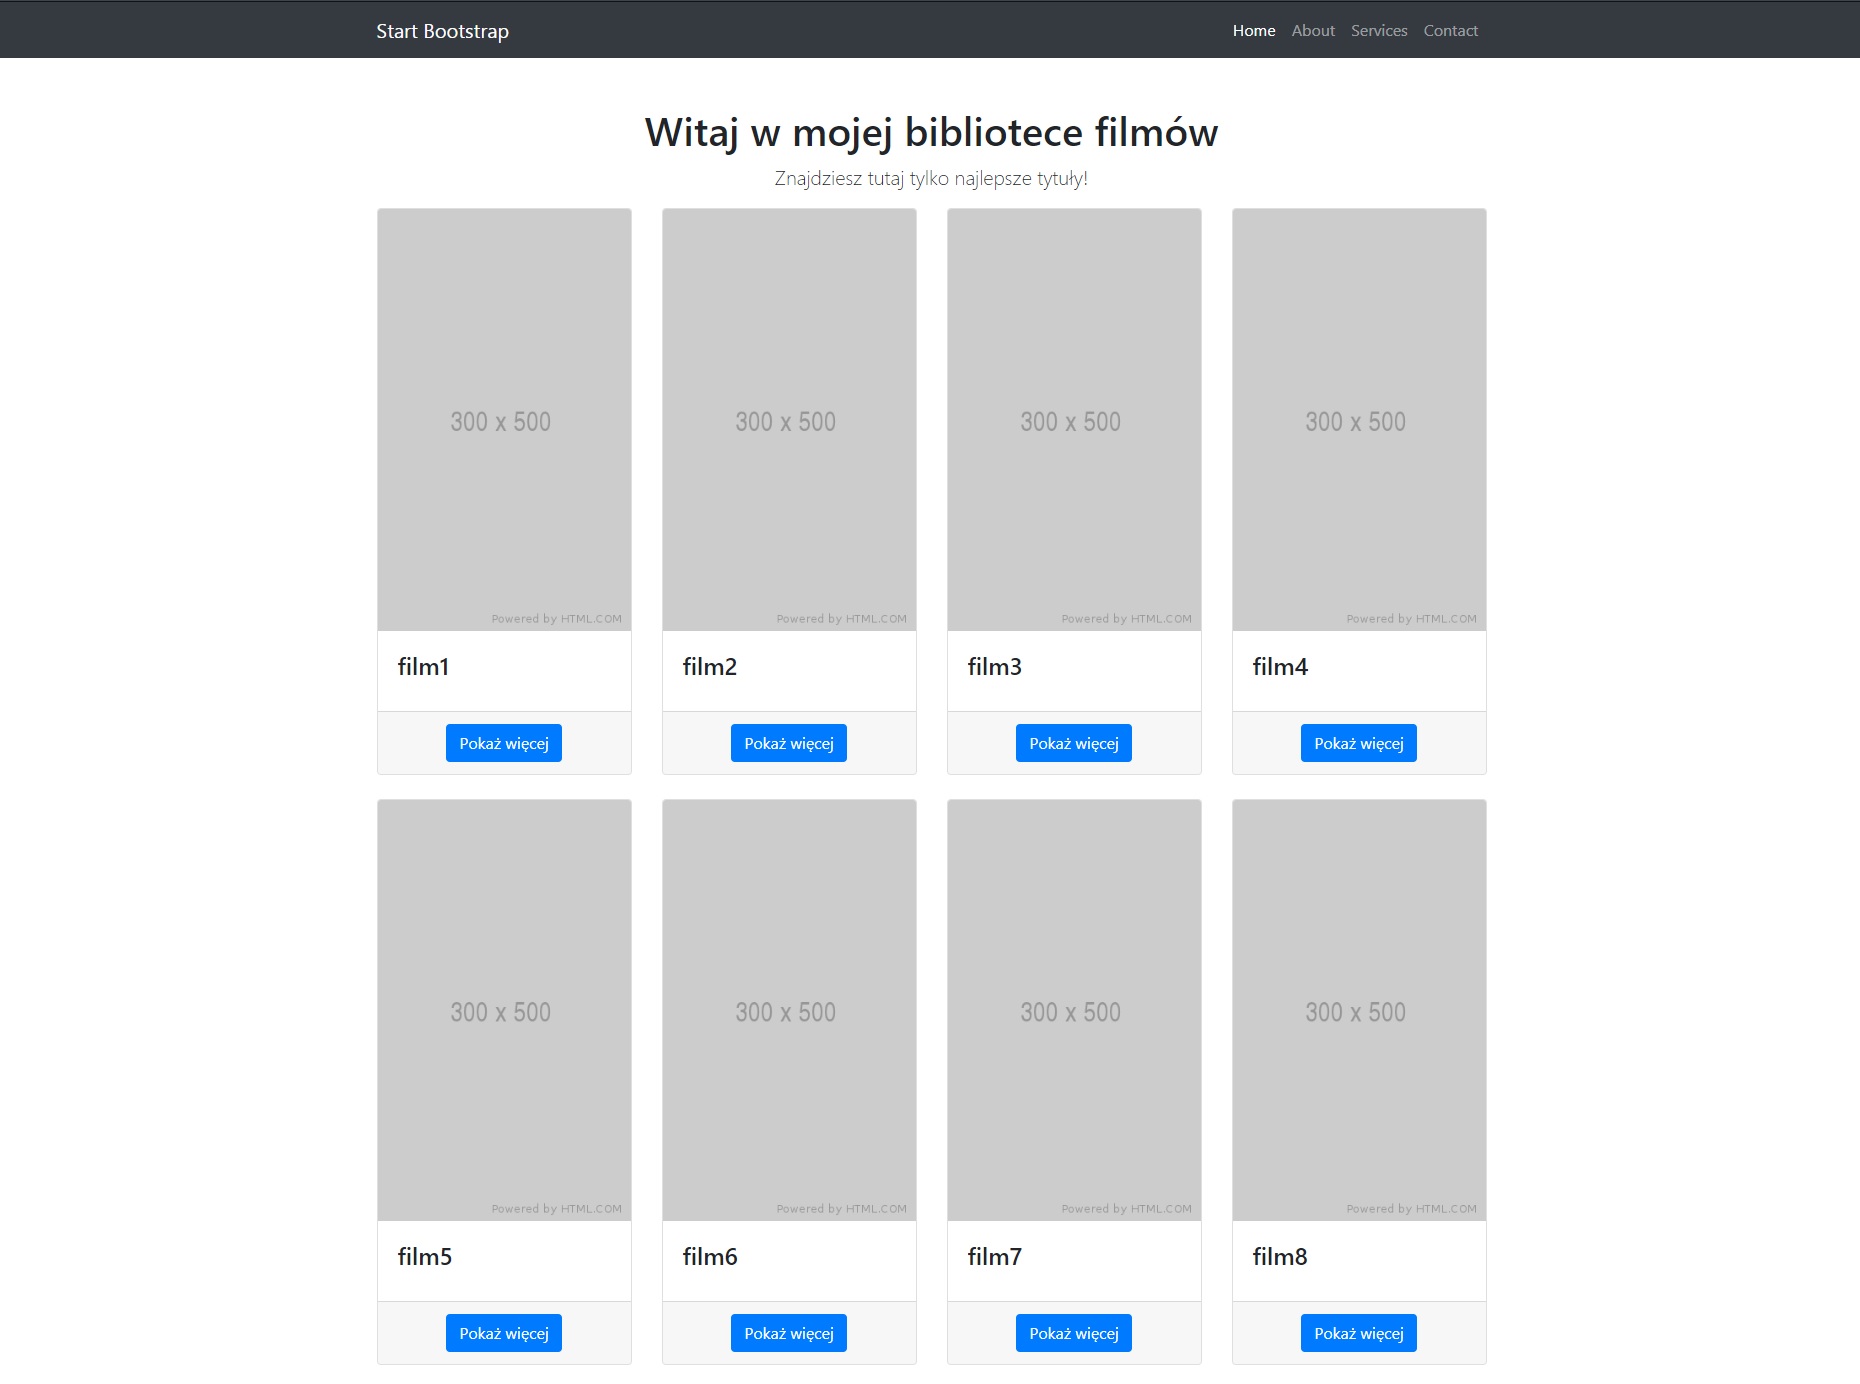 Start Bootstrap Home About Services Contact
Witaj w mojej bibliotece filmów
Znajdziesz tutaj tylko najlepsze tytuły!
300 x 500 300 x 500 300 x 500 300 x 500
Powered by HTML.COM Powered by HTML.COM Powered by HTML.COM Powered by HTML.COM
film1 film2 film3 film4
Pokaż więcej Pokaż więcej Pokaż więcej Pokaż więcej
300 x 500 300 x 500 300 x 500 300 x 500
Powered by HTML.COM Powered by HTML.COM Powered by HTML.COM Powered by HTML.COM
film5 film6 film7 film8
Pokaż więcej Pokaż więcej Pokaż więcej Pokaż więcej